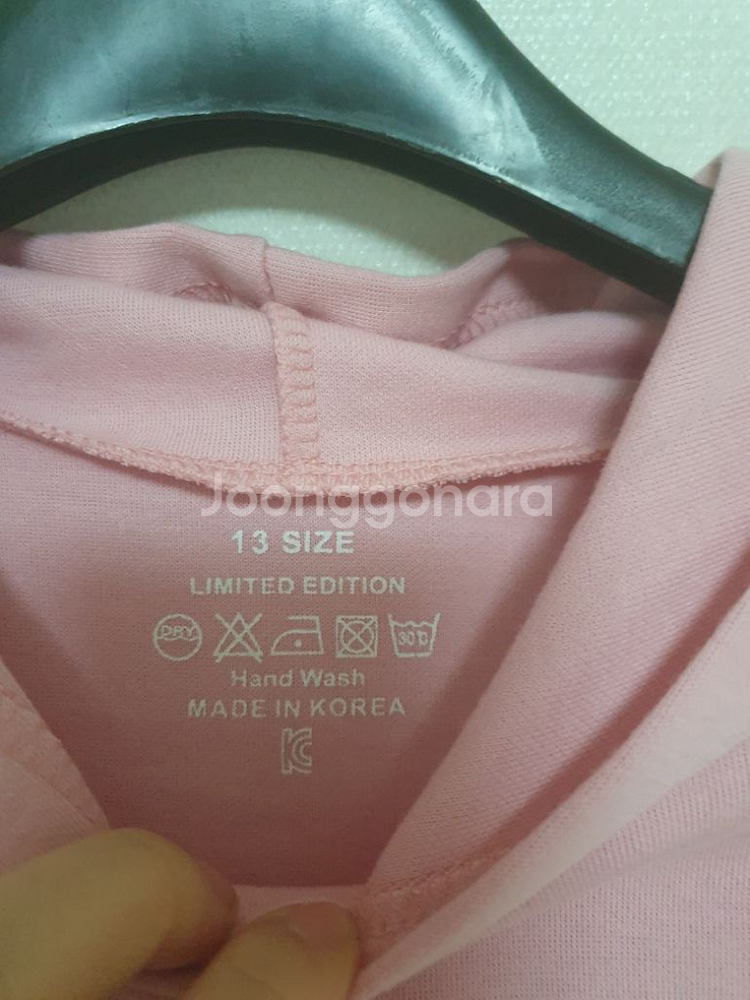 Joonggonara
13 SIZE
LIMITED EDITION
DRY 30℃
Hand Wash
MADE IN KOREA
KC